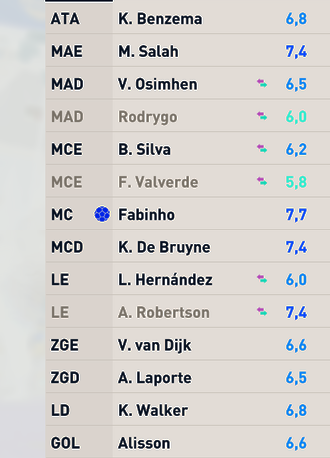 ATA K. Benzema 6,8
MAE M. Salah 7,4
MAD V. Osimhen 6,5
MAD Rodrygo 6,0
MCE B. Silva 6,2
MCE F. Valverde 5,8
MC Fabinho 7,7
MCD K. De Bruyne 7,4
LE L. Hernández 6,0
LE A. Robertson 7,4
ZGE V. van Dijk 6,6
ZGD A. Laporte 6,5
LD K. Walker 6,8
GOL Alisson 6,6